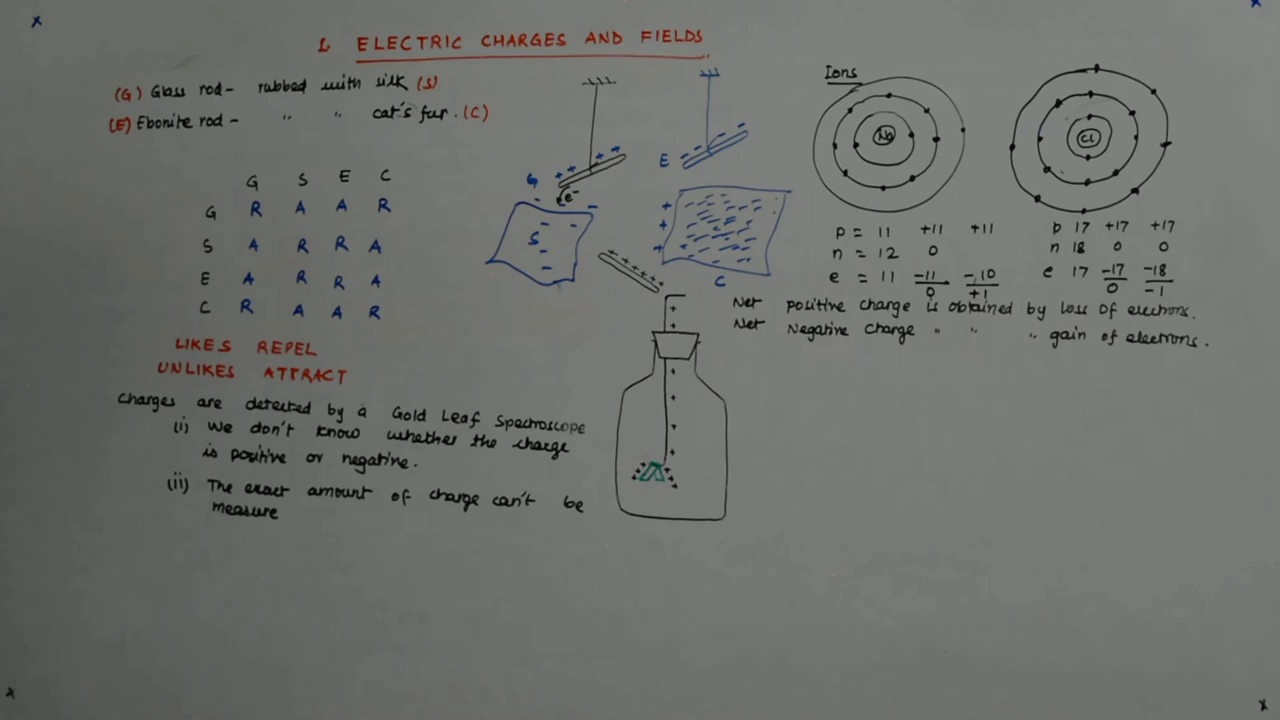 1. ELECTRIC CHARGES AND FIELDS
(G) Glass rod - rubbed with silk (S)
(E) Ebonite rod - " " cat's fur. (C)
G S E C
G R A A R
S A R R A
E A R R A
C R A A R
LIKES REPEL
UNLIKES ATTRACT
Charges are detected by a Gold Leaf Spectroscope
(i) We don't know whether the charge
is positive or negative.
(ii) The exact amount of charge can't be
measure
G
e-
S
E
C
Ions
Na
Cl
p = 11 +11 +11
n = 12 0
e = 11 -11 -10
0 +1
p 17 +17 +17
n 18 0 0
e 17 -17 -18
0 -1
Net positive charge is obtained by loss of electrons.
Net Negative charge " " " gain of electrons.